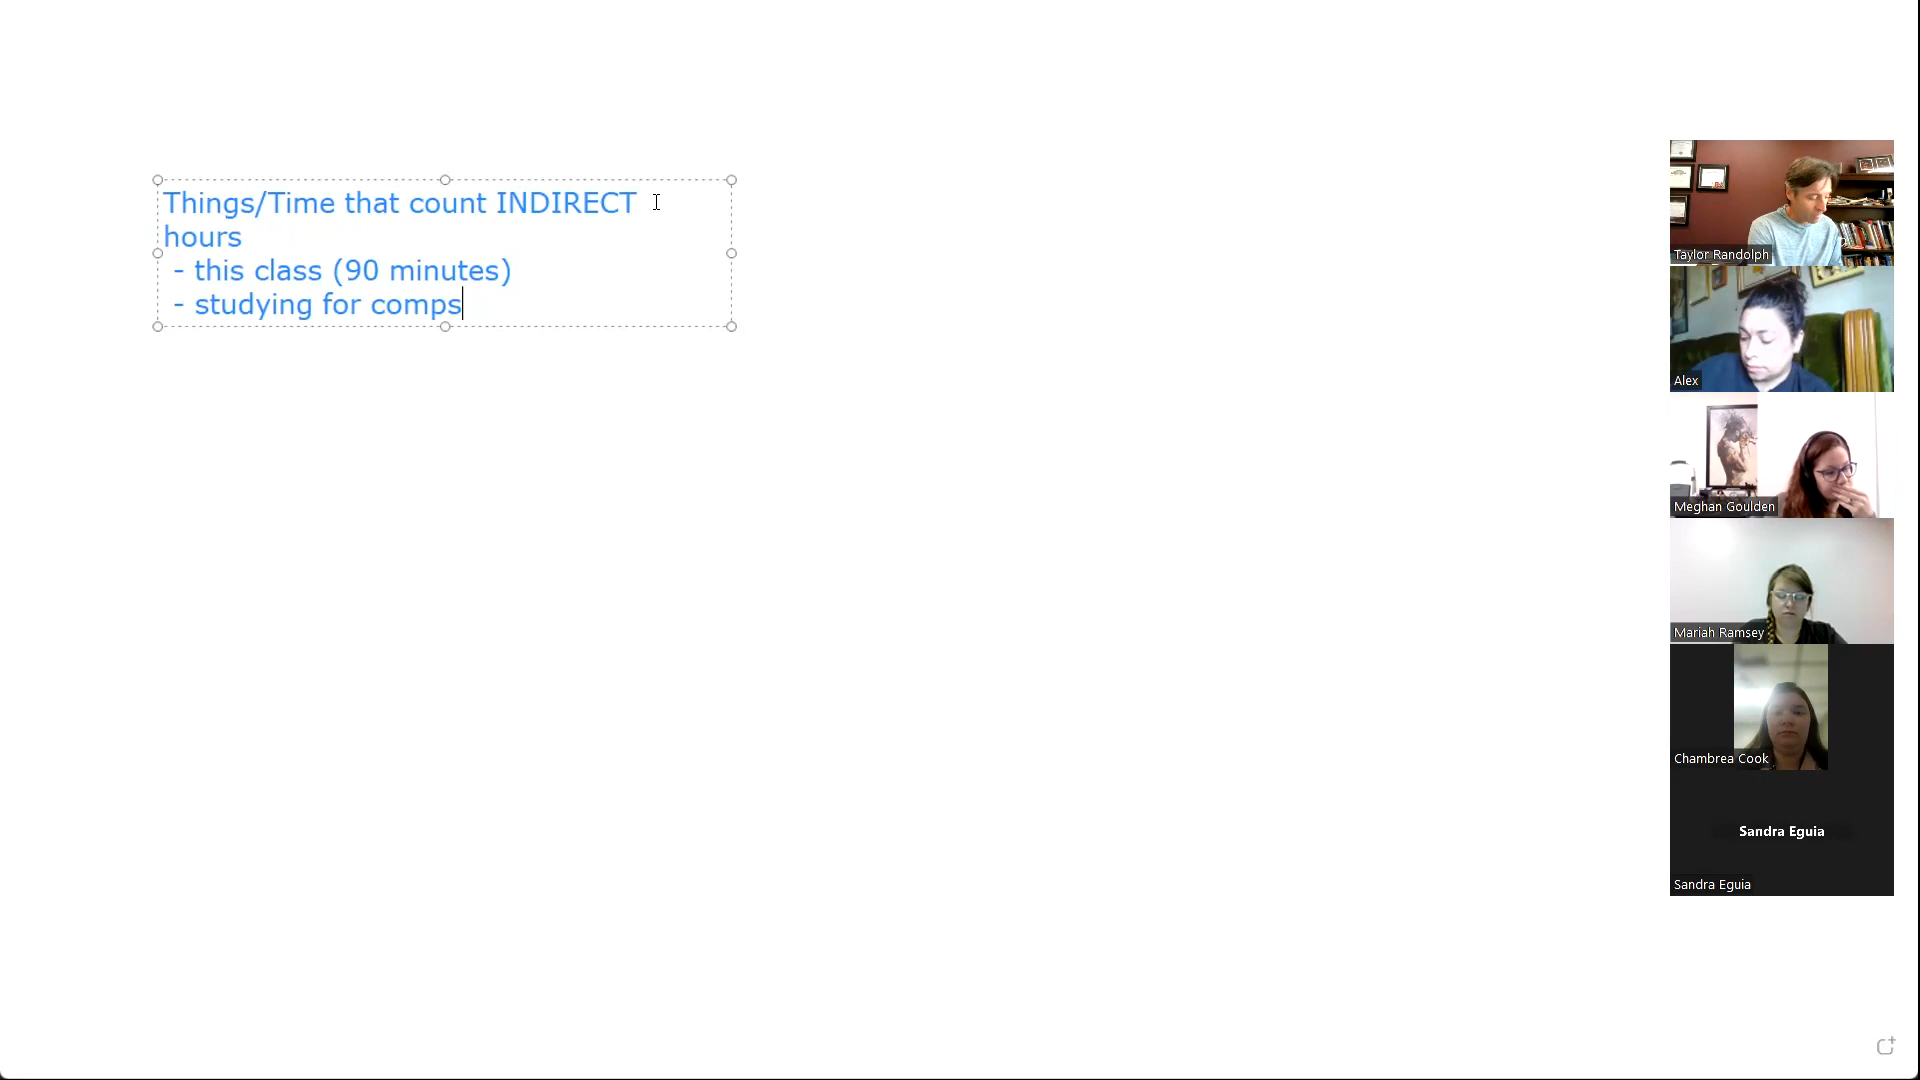 Things/Time that count INDIRECT
hours
- this class (90 minutes)
- studying for comps
Taylor Randolph
Alex
Meghan Goulden
Mariah Ramsey
Chambrea Cook
Sandra Eguia
Sandra Eguia